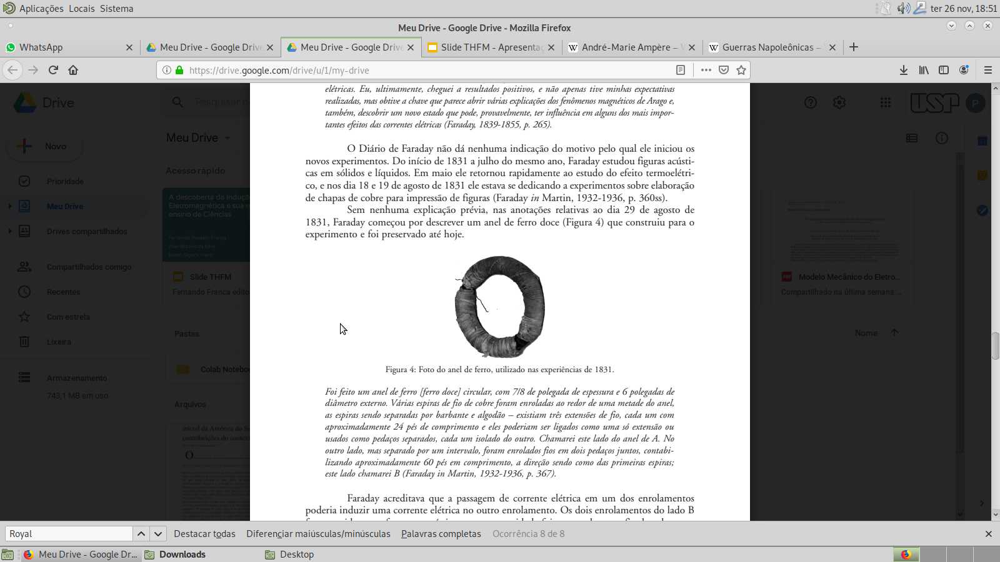 Aplicações Locais Sistema
ter 26 nov, 18:51
Meu Drive - Google Drive - Mozilla Firefox
WhatsApp
Meu Drive - Google Drive
Meu Drive - Google Drive
Slide THFM - Apresentaç
André-Marie Ampère –
Guerras Napoleônicas –
https://drive.google.com/drive/u/1/my-drive
Drive
Pesquisar n
USP
P
Novo
Prioridade
Meu Drive
Drives compartilhados
Compartilhados comigo
Recentes
Com estrela
Lixeira
Armazenamento
743,1 MB em uso
Meu Drive
Acesso rápido
A descoberta da Induç
Eletromagnética e sua
ensino de Ciências
Fernando Rossato França
Alan Brasílio da Silva
Pedro Gigeck Freire
Slide THFM
Fernando Franca edito
Pastas
Colab Notebo
Arquivos
inicial da América do S
contribuições do contex
elétricas. Eu, ultimamente, cheguei a resultados positivos, e não apenas tive minhas expectativas
realizadas, mas obtive a chave que parece abrir várias explicações dos fenômenos magnéticos de Arago e,
também, descobrir um novo estado que pode, provavelmente, ter influência em alguns dos mais impor-
tantes efeitos das correntes elétricas (Faraday, 1839-1855, p. 265).
O Diário de Faraday não dá nenhuma indicação do motivo pelo qual ele iniciou os
novos experimentos. Do início de 1831 a julho do mesmo ano, Faraday estudou figuras acústi-
cas em sólidos e líquidos. Em maio ele retornou rapidamente ao estudo do efeito termoelétri-
co, e nos dia 18 e 19 de agosto de 1831 ele estava se dedicando a experimentos sobre elaboração
de chapas de cobre para impressão de figuras (Faraday in Martin, 1932-1936, p. 360ss).
Sem nenhuma explicação prévia, nas anotações relativas ao dia 29 de agosto de
1831, Faraday começou por descrever um anel de ferro doce (Figura 4) que construiu para o
experimento e foi preservado até hoje.
Figura 4: Foto do anel de ferro, utilizado nas experiências de 1831.
Foi feito um anel de ferro [ferro doce] circular, com 7/8 de polegada de espessura e 6 polegadas de
diâmetro externo. Várias espiras de fio de cobre foram enroladas ao redor de uma metade do anel,
as espiras sendo separadas por barbante e algodão – existiam três extensões de fio, cada um com
aproximadamente 24 pés de comprimento e eles poderiam ser ligados como uma só extensão ou
usados como pedaços separados, cada um isolado do outro. Chamarei este lado do anel de A. No
outro lado, mas separado por um intervalo, foram enrolados fios em dois pedaços juntos, contabi-
lizando aproximadamente 60 pés em comprimento, a direção sendo como das primeiras espiras;
este lado chamarei B (Faraday in Martin, 1932-1936, p. 367).
Faraday acreditava que a passagem de corrente elétrica em um dos enrolamentos
poderia induzir uma corrente elétrica no outro enrolamento. Os dois enrolamentos do lado B
Modelo Mecânico do Eletro...
Compartilhado na última semana ...
Nome
Royal
Destacar todas
Diferenciar maiúsculas/minúsculas
Palavras completas
Ocorrência 8 de 8
Meu Drive - Google Dr...
Downloads
Desktop